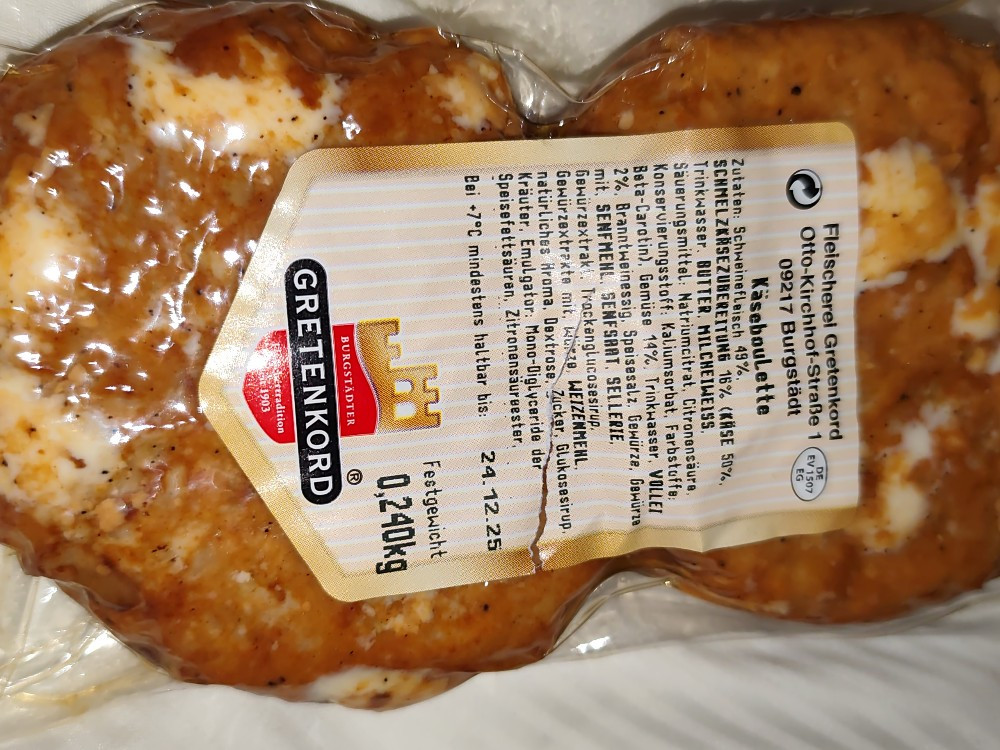 Fleischerei Gretenkord
Otto-Kirchhof-Straße 1
09217 Burgstädt
DE
EV 1507
EG
Käseboulette
Zutaten: Schweinefleisch 49%,
SCHMELZKÄSEZUBEREITUNG 16% (KÄSE 50%,
Trinkwasser, BUTTER, MILCHEIWEISS,
Säuerungsmittel: Natriumcitrat, Citronensäure,
Konservierungsstoff: Kaliumsorbat, Farbstoffe:
Beta-Carotin), Gemüse 14%, Trinkwasser, VOLLEI
2%, Branntweinessig, Speisesalz, Gewürze, Gewürze
mit, SENFMEHL, SENFSAAT, SELLERIE,
Gewürzextrakt, Trockenglucosesirup,
Gewürzextrakte mit, WEIZENMEHL,
natürliches Aroma, Dextrose, Zucker, Glukosesirup,
Kräuter, Emulgator: Mono-Diglyceride der
Speisefettsäuren, Zitronensäureester,
Bei +7°C mindestens haltbar bis: 24.12.25
Festgewicht
0,240kg
BURGSTÄDTER
GRETENKORD®
1903